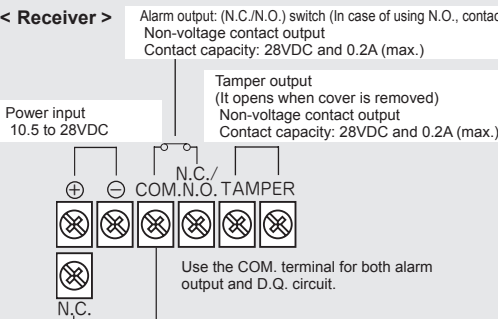 < Receiver >
Alarm output: (N.C./N.O.) switch (In case of using N.O., contac
Non-voltage contact output
Contact capacity: 28VDC and 0.2A (max.)
Tamper output
(It opens when cover is removed)
Non-voltage contact output
Contact capacity: 28VDC and 0.2A (max.)
Power input
10.5 to 28VDC
N.C./
⊕ ⊖ COM. N.O. TAMPER
Use the COM. terminal for both alarm
output and D.Q. circuit.
N.C.